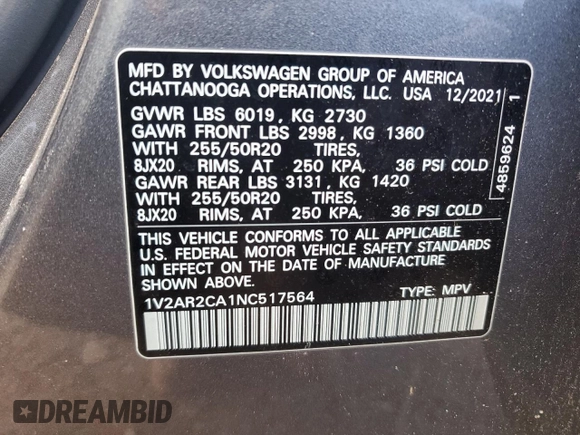 MFD BY VOLKSWAGEN GROUP OF AMERICA
CHATTANOOGA OPERATIONS, LLC. USA 12/2021
GVWR LBS 6019, KG 2730
GAWR FRONT LBS 2998, KG 1360
WITH 255/50R20 TIRES,
8JX20 RIMS, AT 250 KPA, 36 PSI COLD
GAWR REAR LBS 3131, KG 1420
WITH 255/50R20 TIRES,
8JX20 RIMS, AT 250 KPA, 36 PSI COLD
THIS VEHICLE CONFORMS TO ALL APPLICABLE
U.S. FEDERAL MOTOR VEHICLE SAFETY STANDARDS
IN EFFECT ON THE DATE OF MANUFACTURE
SHOWN ABOVE.
1V2AR2CA1NC517564 TYPE: MPV
4859624 1
DREAMBID